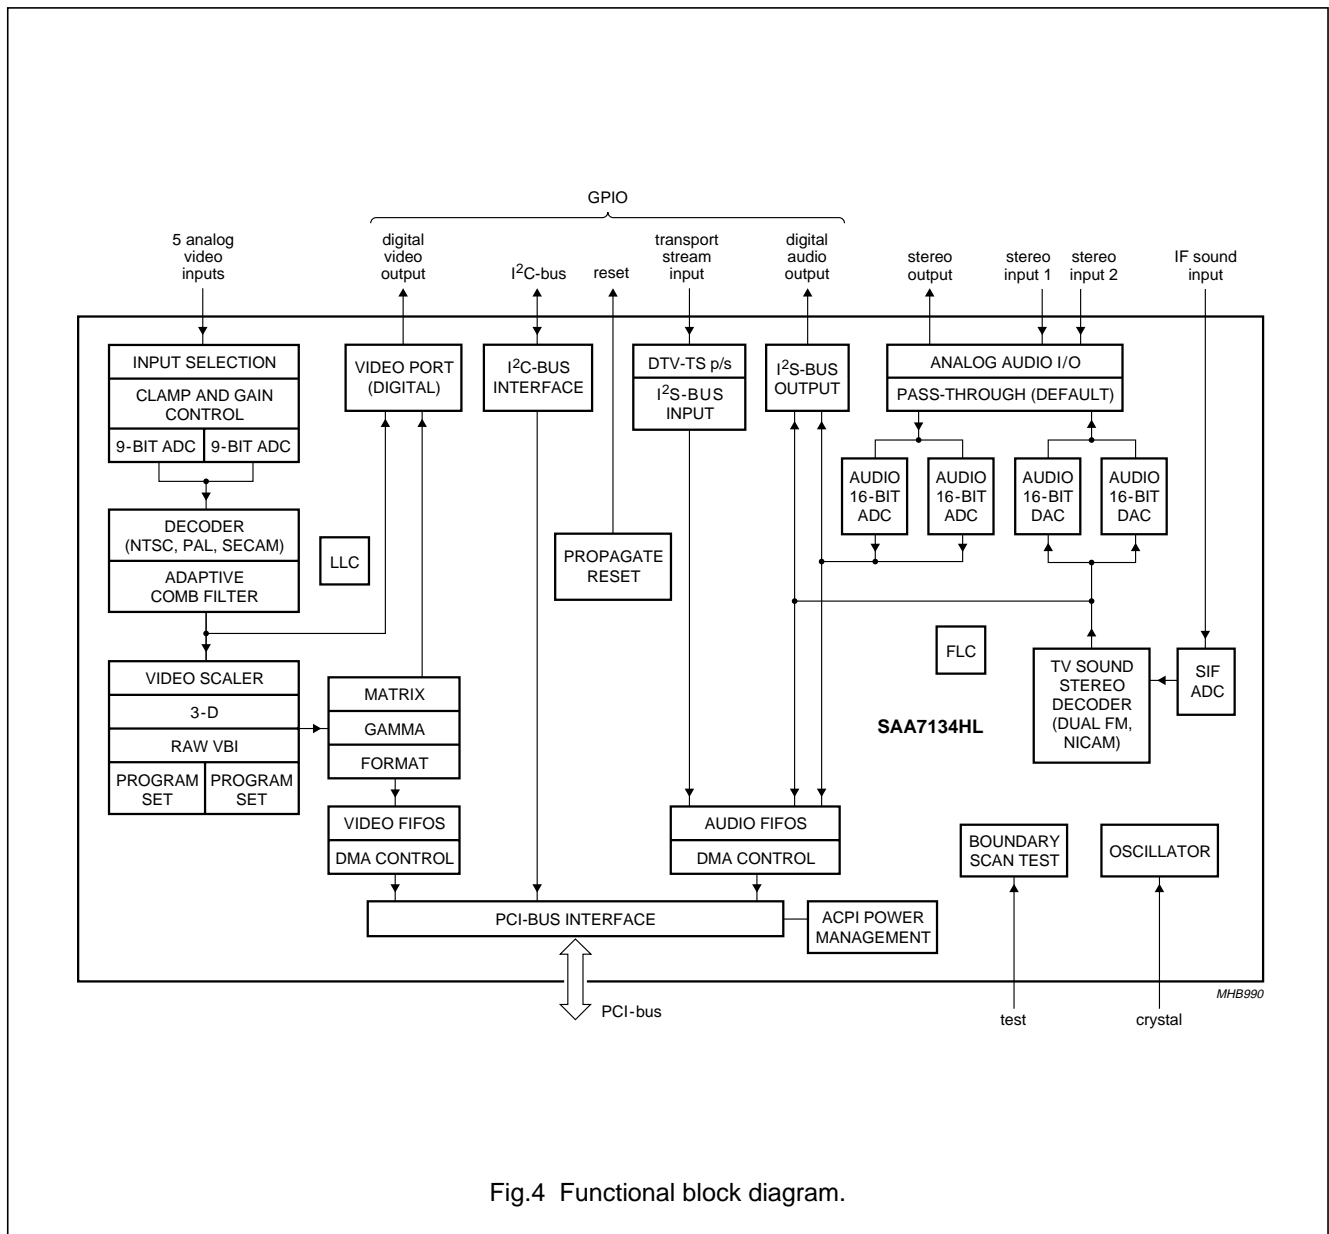 GPIO
5 analog
video
inputs
digital
video
output
I²C-bus
reset
transport
stream
input
digital
audio
output
stereo
output
stereo
input 1
stereo
input 2
IF sound
input
INPUT SELECTION
CLAMP AND GAIN
CONTROL
9-BIT ADC
9-BIT ADC
VIDEO PORT
(DIGITAL)
I²C-BUS
INTERFACE
DTV-TS p/s
I²S-BUS
INPUT
I²S-BUS
OUTPUT
ANALOG AUDIO I/O
PASS-THROUGH (DEFAULT)
AUDIO
16-BIT
ADC
AUDIO
16-BIT
ADC
AUDIO
16-BIT
DAC
AUDIO
16-BIT
DAC
DECODER
(NTSC, PAL, SECAM)
ADAPTIVE
COMB FILTER
LLC
PROPAGATE
RESET
FLC
TV SOUND
STEREO
DECODER
(DUAL FM,
NICAM)
SIF
ADC
SAA7134HL
VIDEO SCALER
3-D
RAW VBI
PROGRAM
SET
PROGRAM
SET
MATRIX
GAMMA
FORMAT
VIDEO FIFOS
DMA CONTROL
AUDIO FIFOS
DMA CONTROL
BOUNDARY
SCAN TEST
OSCILLATOR
PCI-BUS INTERFACE
ACPI POWER
MANAGEMENT
MHB990
PCI-bus
test
crystal
Fig.4 Functional block diagram.